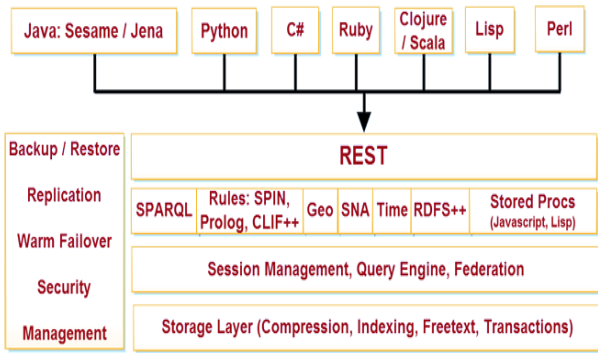 Java: Sesame / Jena
Python
C#
Ruby
Clojure
/ Scala
Lisp
Perl
Backup / Restore
Replication
Warm Failover
Security
Management
REST
SPARQL
Rules: SPIN,
Prolog, CLIF++
Geo
SNA
Time
RDFS++
Stored Procs
(Javascript, Lisp)
Session Management, Query Engine, Federation
Storage Layer (Compression, Indexing, Freetext, Transactions)